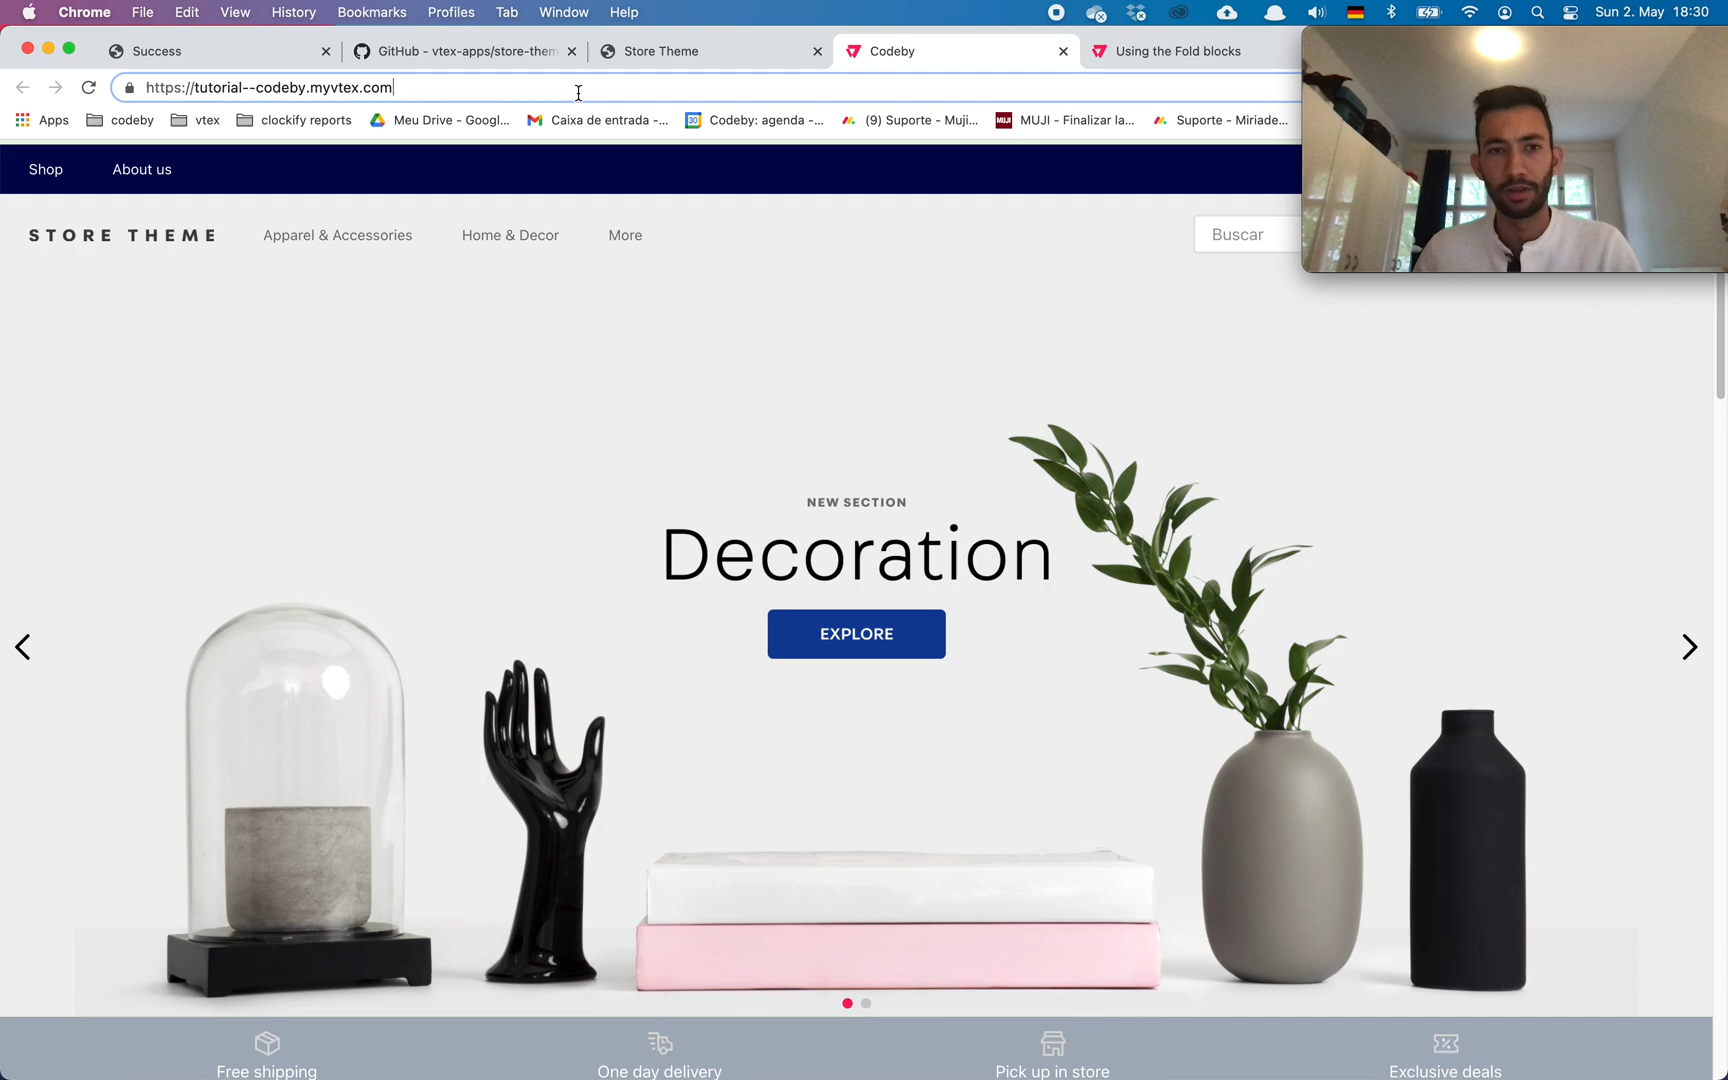 Chrome File Edit View History Bookmarks Profiles Tab Window Help Sun 2. May 18:30
Success GitHub - vtex-apps/store-them Store Theme Codeby Using the Fold blocks
https://tutorial--codeby.myvtex.com
Apps codeby vtex clockify reports Meu Drive - Googl... Caixa de entrada -... 30 Codeby: agenda -... (9) Suporte - Muji... MUJI MUJI - Finalizar la... Suporte - Miriade...
Shop About us
STORE THEME Apparel & Accessories Home & Decor More Buscar
NEW SECTION
Decoration
EXPLORE
Free shipping One day delivery Pick up in store Exclusive deals